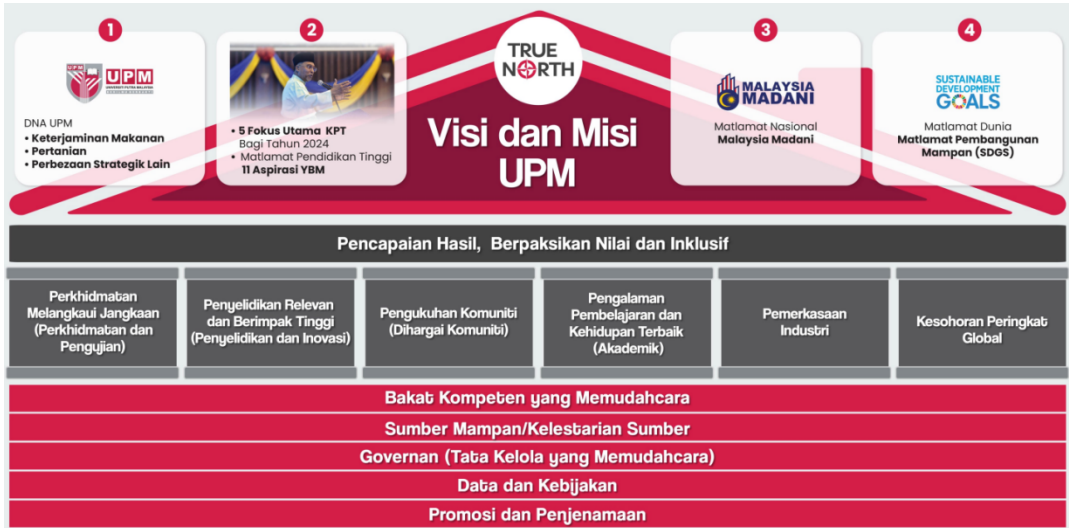 1
UPM
UNIVERSITI PUTRA MALAYSIA
DNA UPM
• Keterjaminan Makanan
• Pertanian
• Perbezaan Strategik Lain
2
• 5 Fokus Utama KPT
Bagi Tahun 2024
• Matlamat Pendidikan Tinggi
11 Aspirasi YBM
TRUE
NORTH
Visi dan Misi
UPM
3
MALAYSIA
MADANI
Matlamat Nasional
Malaysia Madani
4
SUSTAINABLE
DEVELOPMENT
GOALS
Matlamat Dunia
Matlamat Pembangunan
Mampan (SDGS)
Pencapaian Hasil, Berpaksikan Nilai dan Inklusif
Perkhidmatan
Melangkaui Jangkaan
(Perkhidmatan dan
Pengujian)
Penyelidikan Relevan
dan Berimpak Tinggi
(Penyelidikan dan Inovasi)
Pengukuhan Komuniti
(Dihargai Komuniti)
Pengalaman
Pembelajaran dan
Kehidupan Terbaik
(Akademik)
Pemerkasaan
Industri
Kesohoran Peringkat
Global
Bakat Kompeten yang Memudahcara
Sumber Mampan/Kelestarian Sumber
Governan (Tata Kelola yang Memudahcara)
Data dan Kebijakan
Promosi dan Penjenamaan